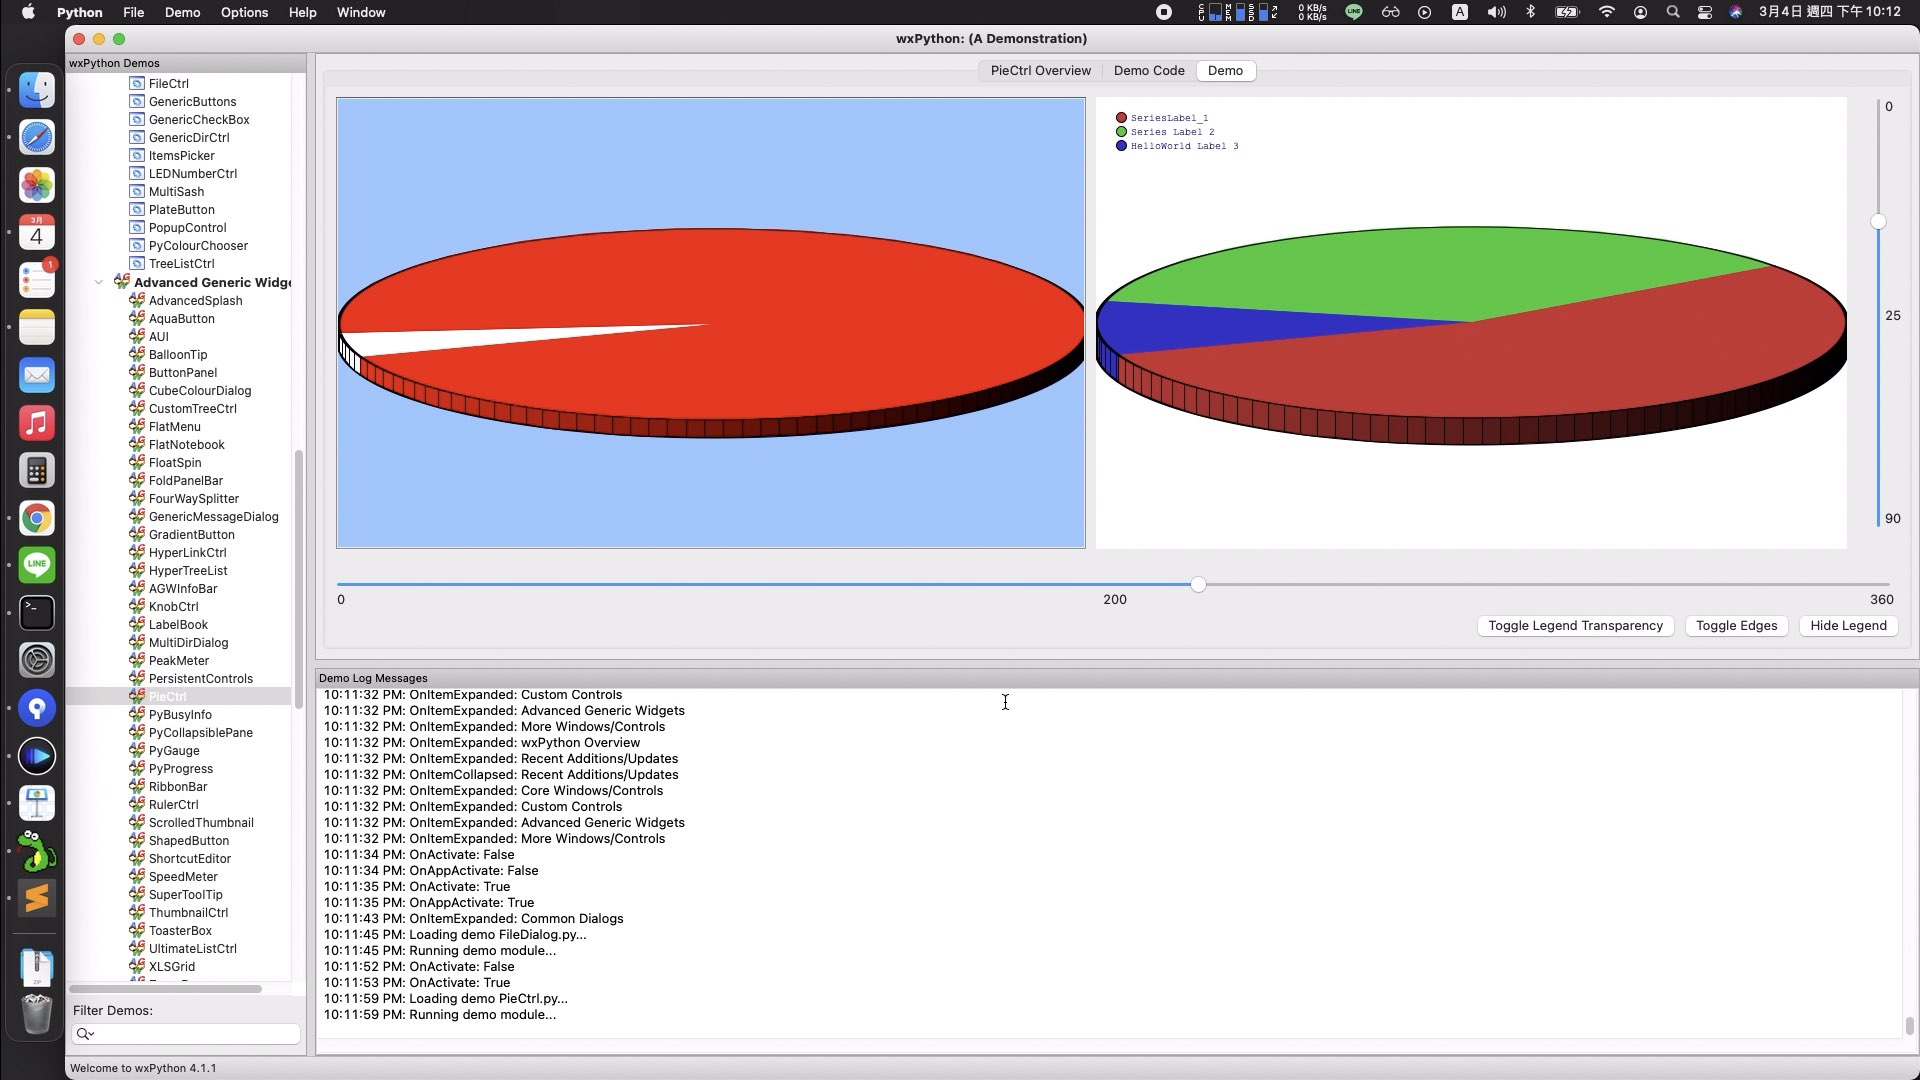 Python File Demo Options Help Window
CPU MEM SSD 0 KB/s 0 KB/s LINE A 3月4日 週四 下午 10:12
wxPython: (A Demonstration)
wxPython Demos
FileCtrl
GenericButtons
GenericCheckBox
GenericDirCtrl
ItemsPicker
LEDNumberCtrl
MultiSash
PlateButton
PopupControl
PyColourChooser
TreeListCtrl
Advanced Generic Widge
AdvancedSplash
AquaButton
AUI
BalloonTip
ButtonPanel
CubeColourDialog
CustomTreeCtrl
FlatMenu
FlatNotebook
FloatSpin
FoldPanelBar
FourWaySplitter
GenericMessageDialog
GradientButton
HyperLinkCtrl
HyperTreeList
AGWInfoBar
KnobCtrl
LabelBook
MultiDirDialog
PeakMeter
PersistentControls
PieCtrl
PyBusyInfo
PyCollapsiblePane
PyGauge
PyProgress
RibbonBar
RulerCtrl
ScrolledThumbnail
ShapedButton
ShortcutEditor
SpeedMeter
SuperToolTip
ThumbnailCtrl
ToasterBox
UltimateListCtrl
XLSGrid
Filter Demos:
Welcome to wxPython 4.1.1
PieCtrl Overview Demo Code Demo
SeriesLabel_1
Series Label 2
HelloWorld Label 3
0
25
90
0 200 360
Toggle Legend Transparency Toggle Edges Hide Legend
Demo Log Messages
10:11:32 PM: OnItemExpanded: Custom Controls
10:11:32 PM: OnItemExpanded: Advanced Generic Widgets
10:11:32 PM: OnItemExpanded: More Windows/Controls
10:11:32 PM: OnItemExpanded: wxPython Overview
10:11:32 PM: OnItemExpanded: Recent Additions/Updates
10:11:32 PM: OnItemCollapsed: Recent Additions/Updates
10:11:32 PM: OnItemExpanded: Core Windows/Controls
10:11:32 PM: OnItemExpanded: Custom Controls
10:11:32 PM: OnItemExpanded: Advanced Generic Widgets
10:11:32 PM: OnItemExpanded: More Windows/Controls
10:11:34 PM: OnActivate: False
10:11:34 PM: OnAppActivate: False
10:11:35 PM: OnActivate: True
10:11:35 PM: OnAppActivate: True
10:11:43 PM: OnItemExpanded: Common Dialogs
10:11:45 PM: Loading demo FileDialog.py...
10:11:45 PM: Running demo module...
10:11:52 PM: OnActivate: False
10:11:53 PM: OnActivate: True
10:11:59 PM: Loading demo PieCtrl.py...
10:11:59 PM: Running demo module...
3月
4
1
LINE
ZIP